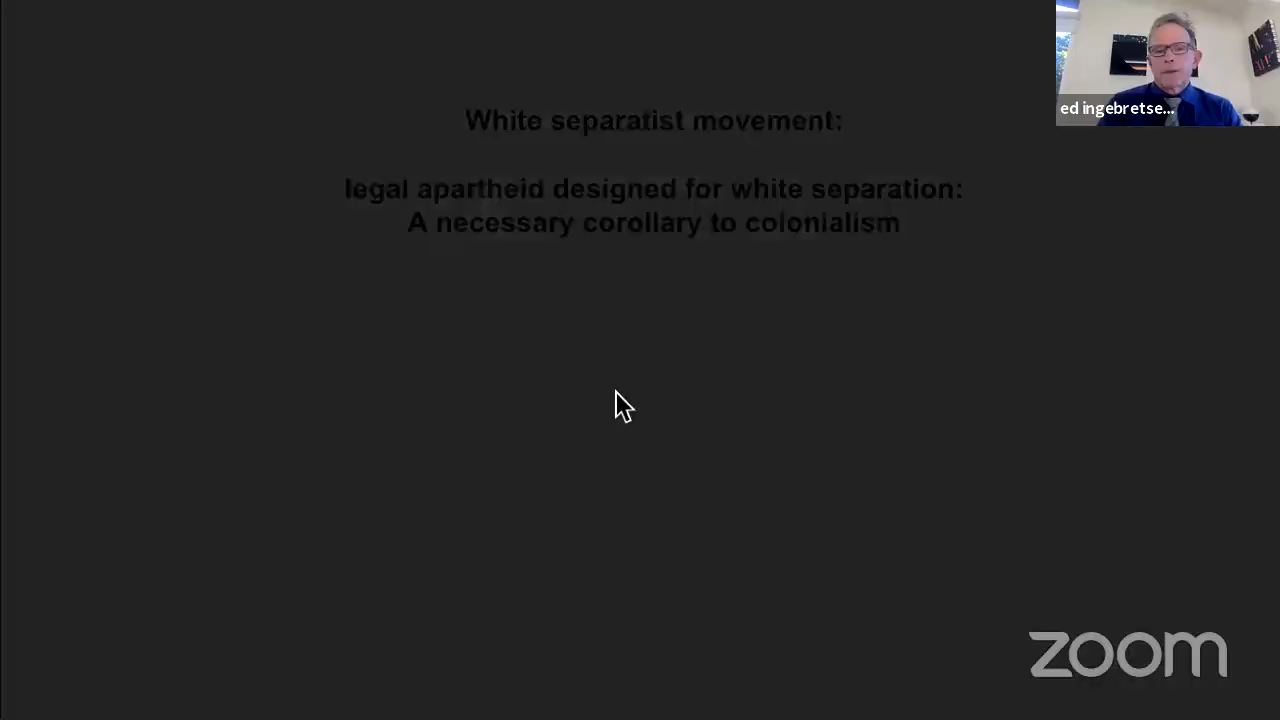 White separatist movement:
legal apartheid designed for white separation:
A necessary corollary to colonialism
ed ingebretse...
zoom